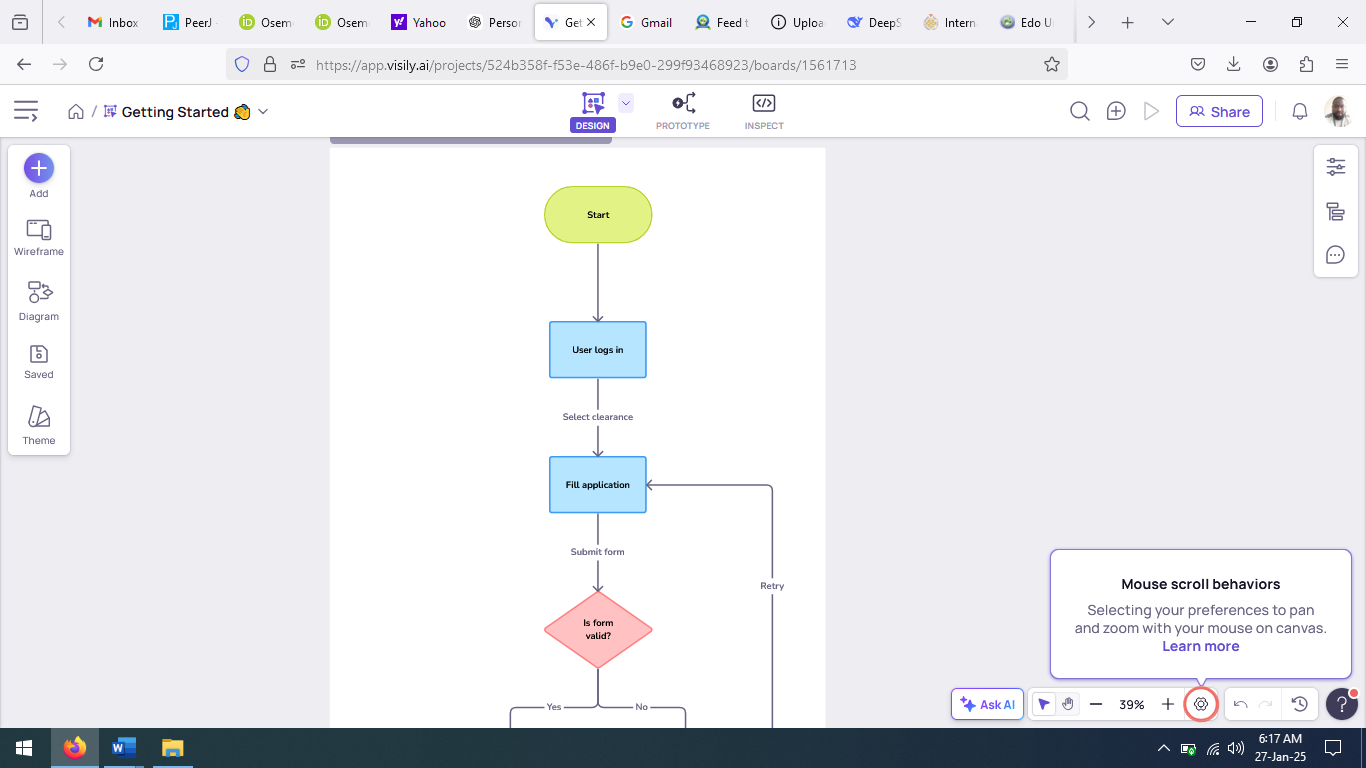 Inbox
PeerJ
Osem
Osem
Yahoo
Person
Get
Gmail
Feed t
Uploa
DeepS
Intern
Edo U
https://app.visily.ai/projects/524b358f-f53e-486f-b9e0-299f93468923/boards/1561713
/ Getting Started
DESIGN
PROTOTYPE
INSPECT
Share
Add
Wireframe
Diagram
Saved
Theme
Start
User logs in
Select clearance
Fill application
Submit form
Retry
Is form
valid?
Yes
No
Mouse scroll behaviors
Selecting your preferences to pan
and zoom with your mouse on canvas.
Learn more
Ask AI
39%
?
6:17 AM
27-Jan-25